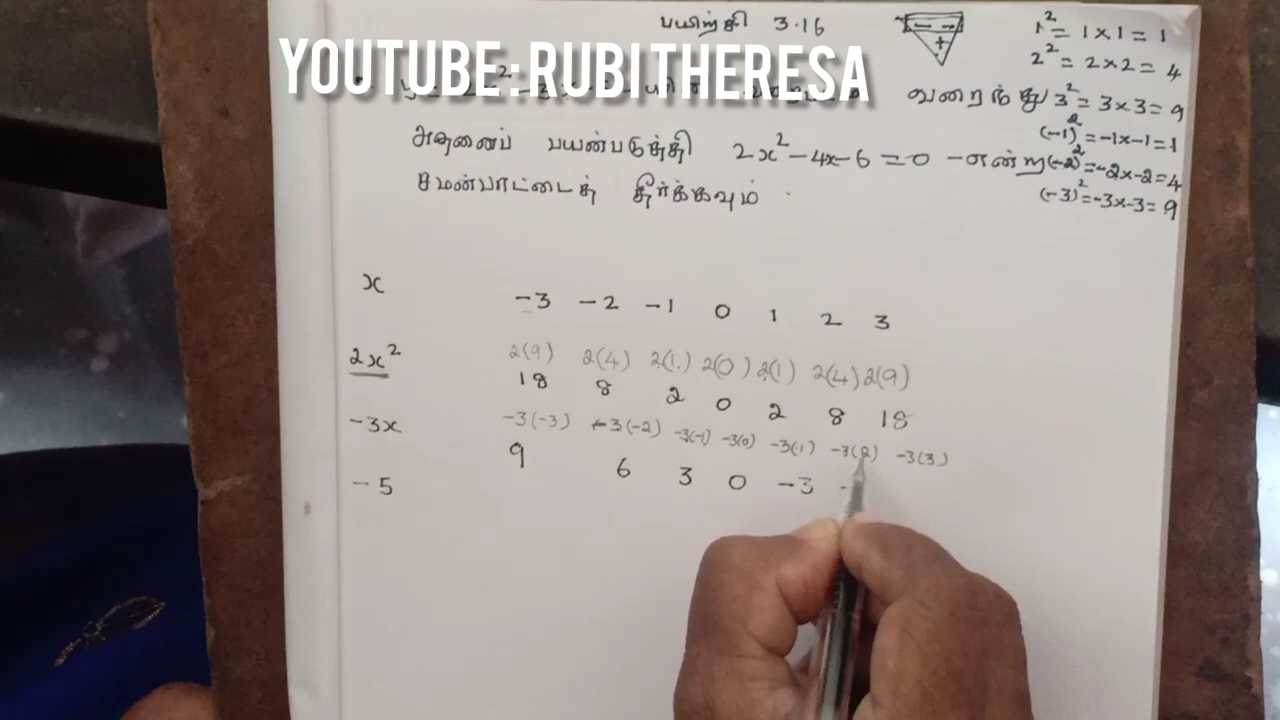 பயிற்சி 3.16
1² = 1×1 = 1
2² = 2×2 = 4
YOUTUBE: RUBI THERESA
வரைந்து 3² = 3×3 = 9
(-1)² = -1×-1 = 1
அதனைப் பயன்படுத்தி 2x² - 4x - 6 = 0 - என்ற (-2)² = -2×-2 = 4
சமன்பாட்டைத் தீர்க்கவும் . (-3)² = -3×-3 = 9
x -3 -2 -1 0 1 2 3
2x² 2(9) 2(4) 2(1) 2(0) 2(1) 2(4) 2(9)
18 8 2 0 2 8 18
-3x -3(-3) -3(-2) -3(-1) -3(0) -3(1) -3(2) -3(3)
9 6 3 0 -3 -
-5